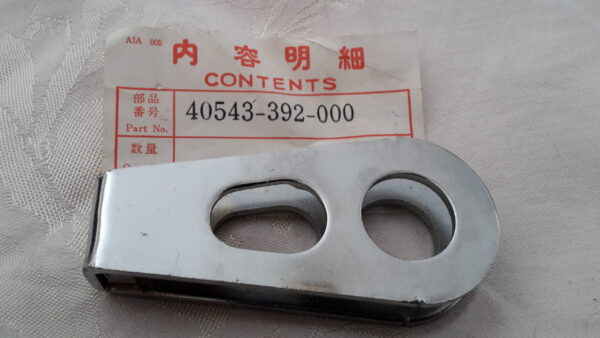 AIA 005
内容明細
CONTENTS
部品
番号
Part No.
40543-392-000
数量